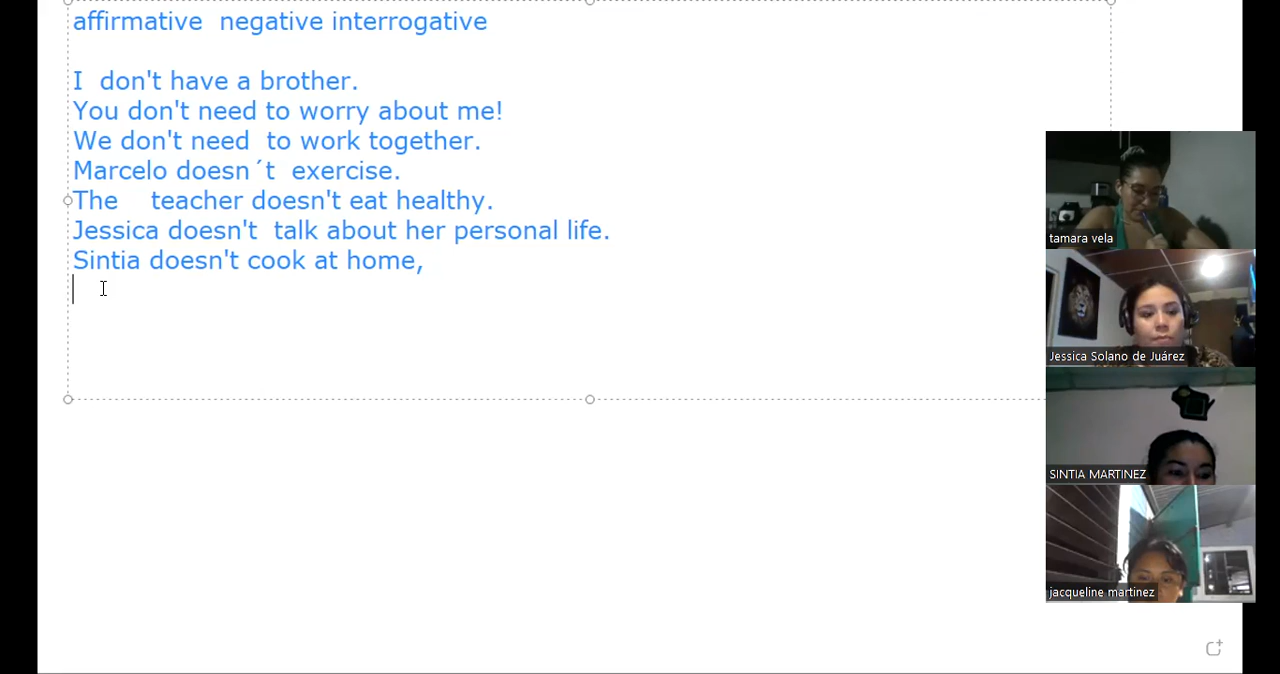 affirmative  negative interrogative
I  don't have a brother.
You don't need to worry about me!
We don't need  to work together.
Marcelo doesn´t  exercise.
The    teacher doesn't eat healthy.
Jessica doesn't  talk about her personal life.
Sintia doesn't cook at home,
tamara vela
Jessica Solano de Juárez
SINTIA MARTINEZ
jacqueline martinez